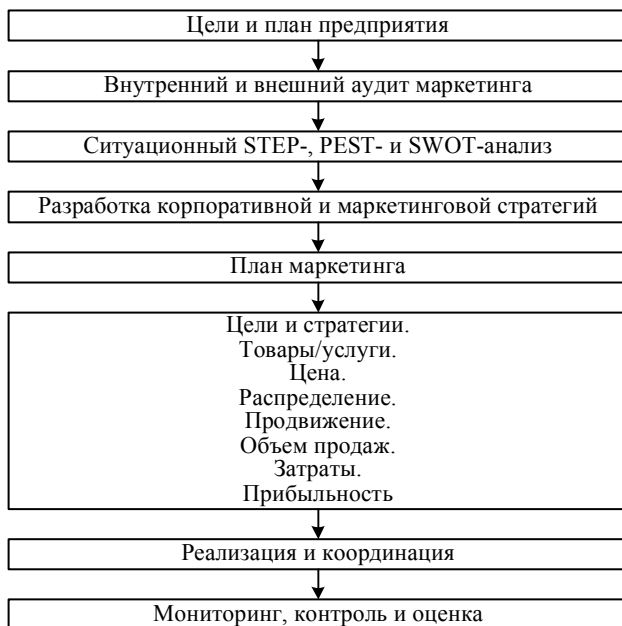 Цели и план предприятия
Внутренний и внешний аудит маркетинга
Ситуационный STEP-, PEST- и SWOT-анализ
Разработка корпоративной и маркетинговой стратегий
План маркетинга
Цели и стратегии.
Товары/услуги.
Цена.
Распределение.
Продвижение.
Объем продаж.
Затраты.
Прибыльность
Реализация и координация
Мониторинг, контроль и оценка